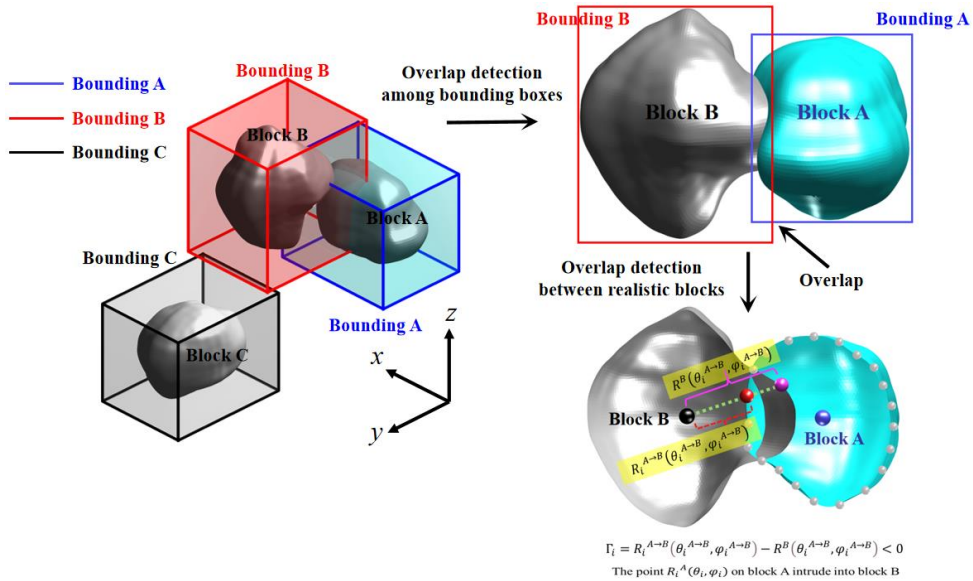 Bounding A
Bounding B
Bounding C
Bounding B
Block B
Block A
Bounding C
Block C
Bounding A
x
y
z
Overlap detection
among bounding boxes
Bounding B
Bounding A
Block B
Block A
Overlap
Overlap detection
between realistic blocks
R^B(θ_i^{A→B}, φ_i^{A→B})
Block B
Block A
R_i^{A→B}(θ_i^{A→B}, φ_i^{A→B})
Γ_i = R_i^{A→B}(θ_i^{A→B}, φ_i^{A→B}) − R^B(θ_i^{A→B}, φ_i^{A→B}) < 0
The point R_i^A(θ_i, φ_i) on block A intrude into block B